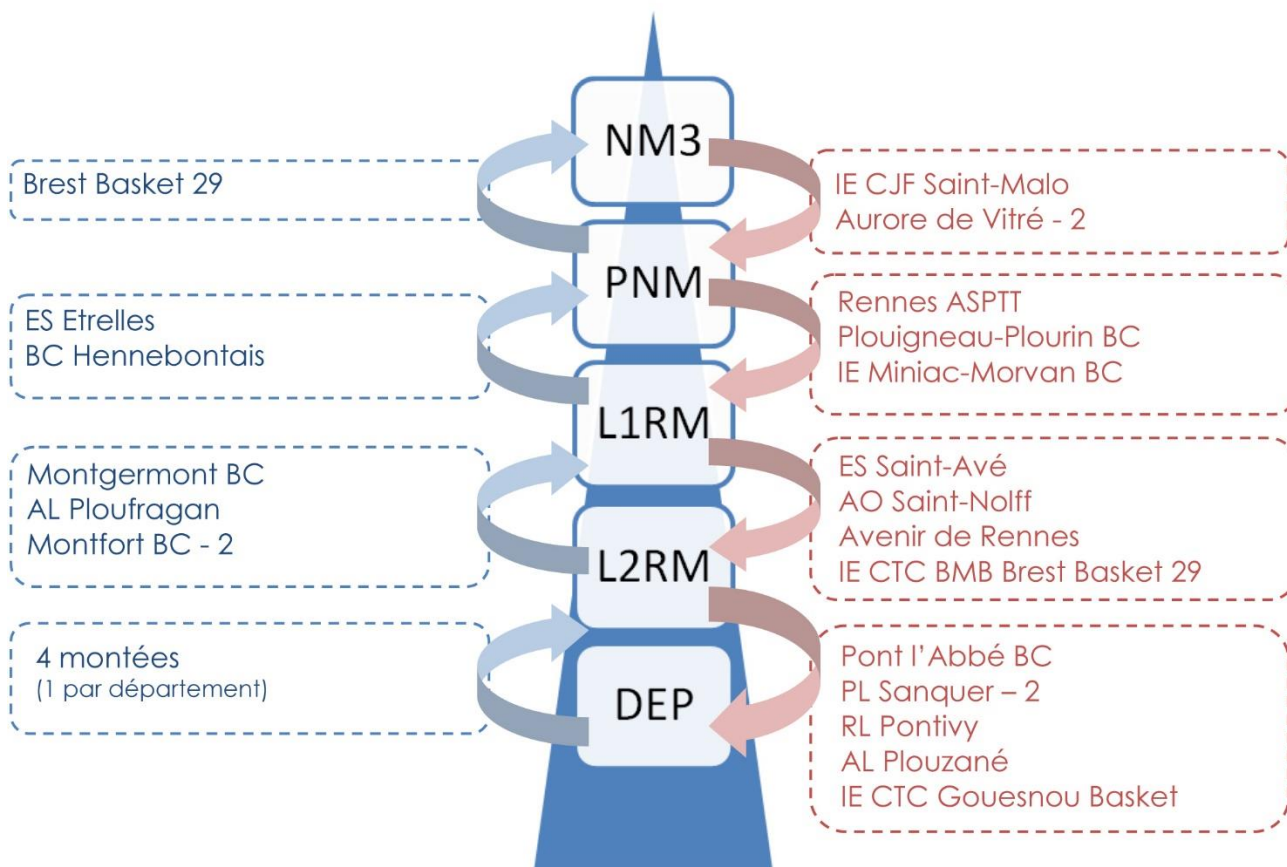 NM3
Brest Basket 29
IE CJF Saint-Malo
Aurore de Vitré - 2
PNM
ES Etrelles
BC Hennebontais
Rennes ASPTT
Plouigneau-Plourin BC
IE Miniac-Morvan BC
L1RM
Montgermont BC
AL Ploufragan
Montfort BC - 2
ES Saint-Avé
AO Saint-Nolff
Avenir de Rennes
IE CTC BMB Brest Basket 29
L2RM
4 montées
(1 par département)
Pont l’Abbé BC
PL Sanquer – 2
RL Pontivy
AL Plouzané
IE CTC Gouesnou Basket
DEP